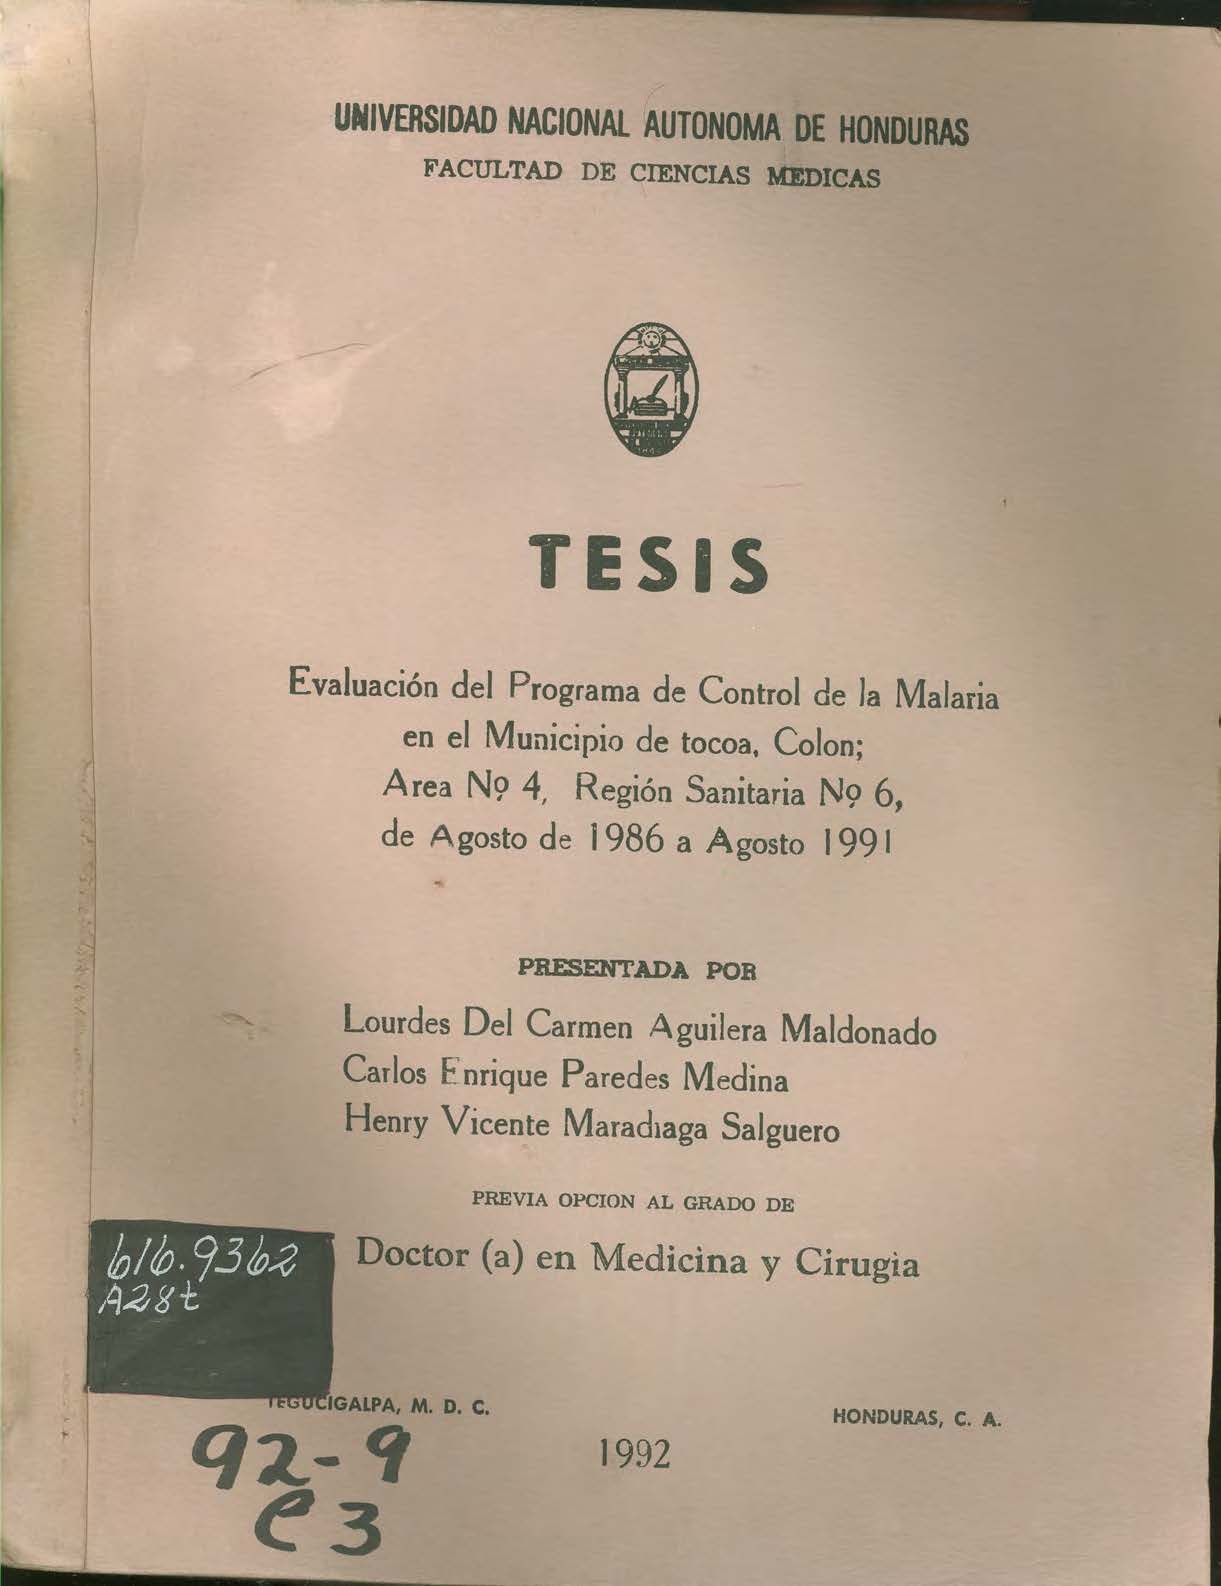 UNIVERSIDAD NACIONAL AUTONOMA DE HONDURAS
FACULTAD DE CIENCIAS MEDICAS
TESIS
Evaluación del Programa de Control de la Malaria
en el Municipio de tocoa, Colon;
Area Nº 4, Región Sanitaria Nº 6,
de Agosto de 1986 a Agosto 1991
PRESENTADA POR
Lourdes Del Carmen Aguilera Maldonado
Carlos Enrique Paredes Medina
Henry Vicente Maradiaga Salguero
PREVIA OPCION AL GRADO DE
Doctor (a) en Medicina y Cirugia
616.9362
A28t
TEGUCIGALPA, M. D. C.
HONDURAS, C. A.
1992
92-9
C3